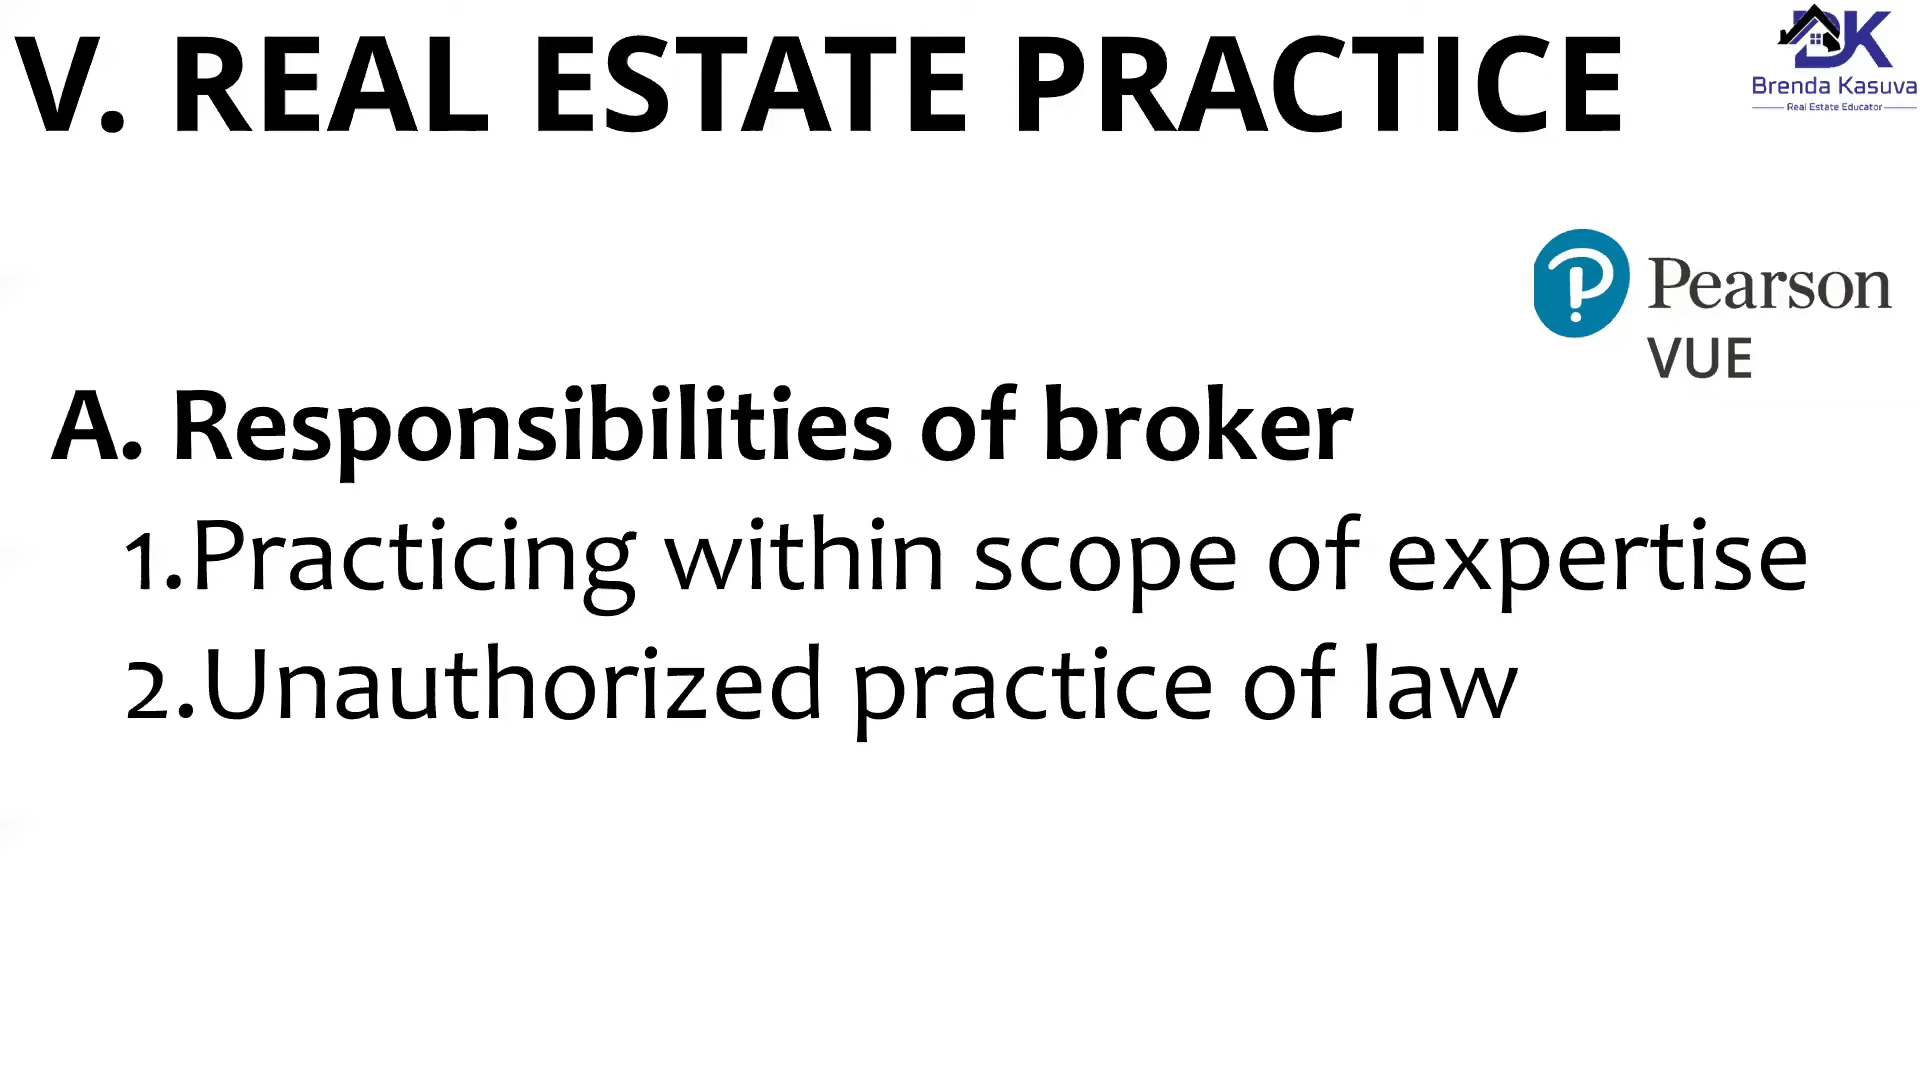 V. REAL ESTATE PRACTICE
DK
Brenda Kasuva
Real Estate Educator
Pearson
VUE
A. Responsibilities of broker
1.Practicing within scope of expertise
2.Unauthorized practice of law